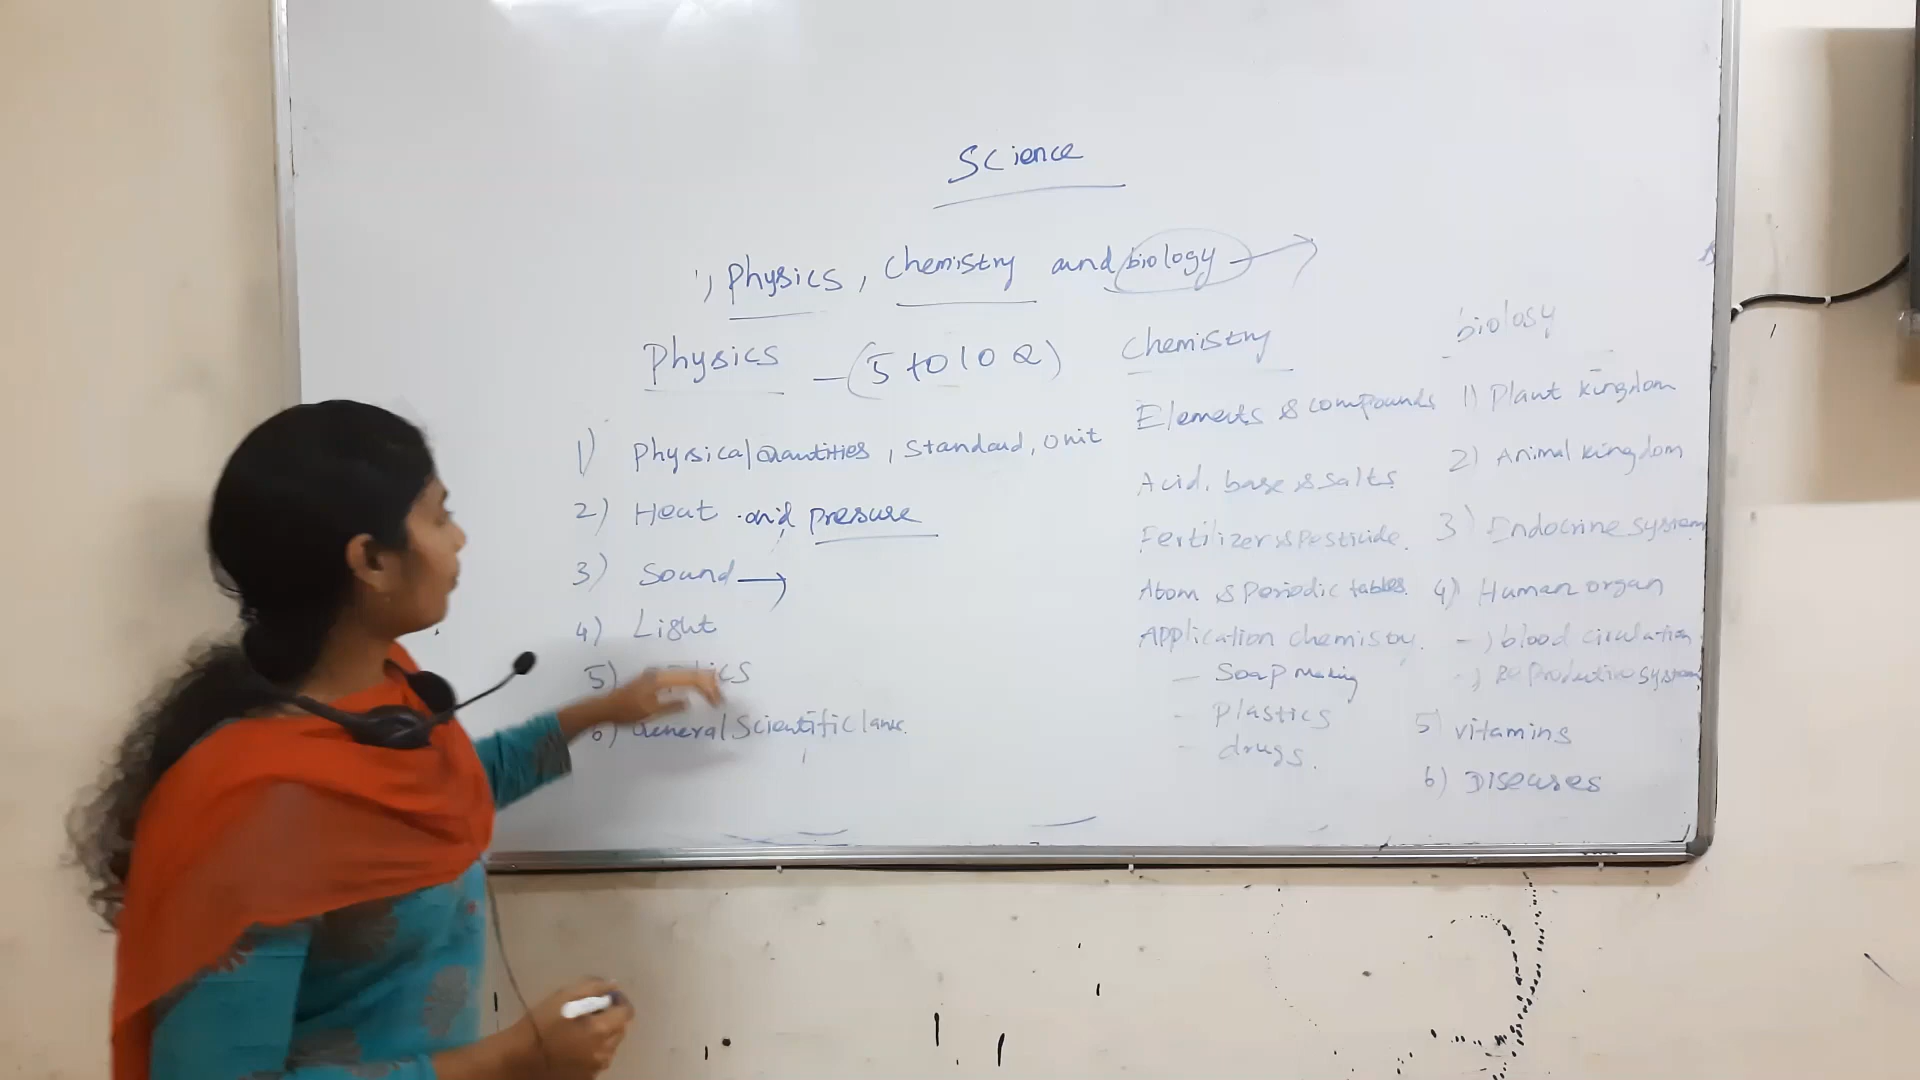 Science
1) Physics, Chemistry and biology
Physics - (5 to 10 Q)
1) Physical Quantities, Standard, Unit
2) Heat and presure
3) Sound
4) Light
5)
6) General Scientific laws.
Chemistry
Elements & compounds
Acid, base & salts
Fertilizer & Pesticide.
Atom & Periodic tables.
Application chemistry.
- Soap Making
- Plastics
- drugs.
biology
1) Plant kingdom
2) Animal kingdom
3) Endocrine system
4) Human organ
- ) blood circulation
- ) Reproductive system
5) vitamins
6) Diseases